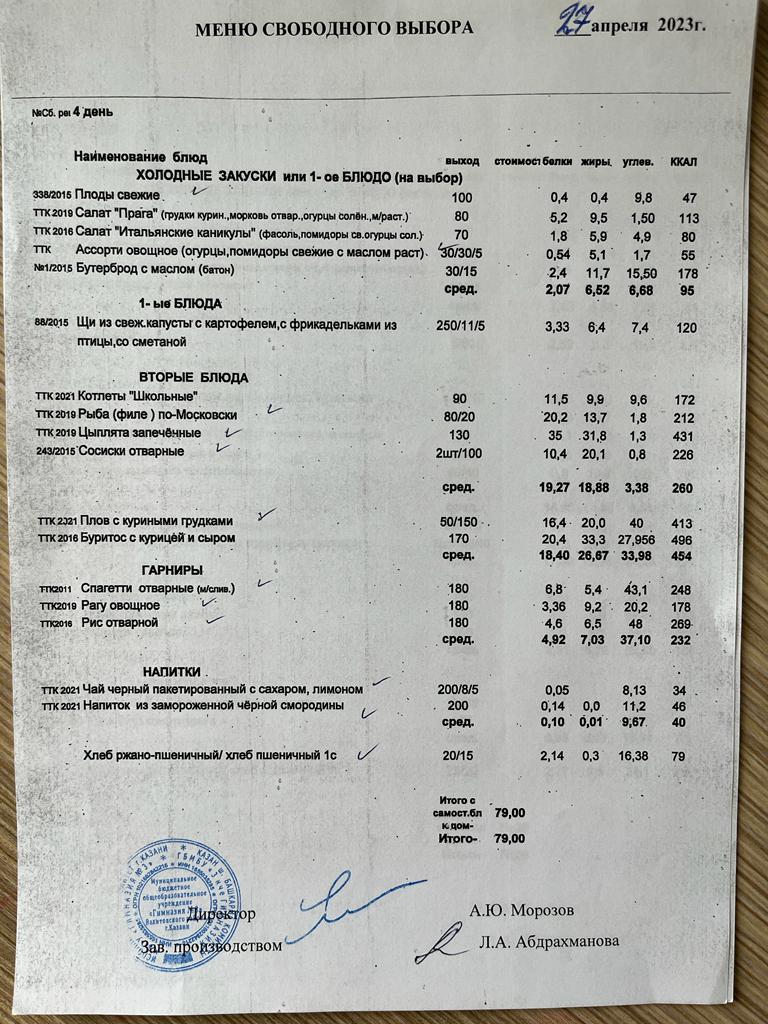 МЕНЮ СВОБОДНОГО ВЫБОРА
27 апреля 2023г.
№Сб. рец 4 день
Наименование блюд выход стоимост белки жиры углев. ККАЛ
ХОЛОДНЫЕ ЗАКУСКИ или 1- ое БЛЮДО (на выбор)
338/2015 Плоды свежие 100 0,4 0,4 9,8 47
ТТК 2019 Салат "Прага" (грудки курин.,морковь отвар.,огурцы солён.,м/раст.) 80 5,2 9,5 1,50 113
ТТК 2016 Салат "Итальянские каникулы" (фасоль,помидоры св.огурцы сол.) 70 1,8 5,9 4,9 80
ТТК Ассорти овощное (огурцы,помидоры свежие с маслом раст) 30/30/5 0,54 5,1 1,7 55
№1/2015 Бутерброд с маслом (батон) 30/15 2,4 11,7 15,50 178
сред. 2,07 6,52 6,68 95
1- ые БЛЮДА
88/2015 Щи из свеж.капусты с картофелем,с фрикадельками из 250/11/5 3,33 6,4 7,4 120
птицы,со сметаной
ВТОРЫЕ БЛЮДА
ТТК 2021 Котлеты "Школьные" 90 11,5 9,9 9,6 172
ТТК 2019 Рыба (филе ) по-Московски 80/20 20,2 13,7 1,8 212
ТТК 2019 Цыплята запечённые 130 35 31,8 1,3 431
243/2015 Сосиски отварные 2шт/100 10,4 20,1 0,8 226
сред. 19,27 18,88 3,38 260
ТТК 2021 Плов с куриными грудками 50/150 16,4 20,0 40 413
ТТК 2016 Буритос с курицей и сыром 170 20,4 33,3 27,956 496
сред. 18,40 26,67 33,98 454
ГАРНИРЫ
ТТК2011 Спагетти отварные (м/слив.) 180 6,8 5,4 43,1 248
ТТК2019 Рагу овощное 180 3,36 9,2 20,2 178
ТТК2016 Рис отварной 180 4,6 6,5 48 269
сред. 4,92 7,03 37,10 232
НАПИТКИ
ТТК 2021 Чай черный пакетированный с сахаром, лимоном 200/8/5 0,05 8,13 34
ТТК 2021 Напиток из замороженной чёрной смородины 200 0,14 0,0 11,2 46
сред. 0,10 0,01 9,67 40
Хлеб ржано-пшеничный/ хлеб пшеничный 1с 20/15 2,14 0,3 16,38 79
Итого с
самост.бл 79,00
к.дом-
Итого- 79,00
Муниципальное
бюджетное
общеобразовательное
учреждение
г.Казани
Директор А.Ю. Морозов
Зав. производством Л.А. Абдрахманова